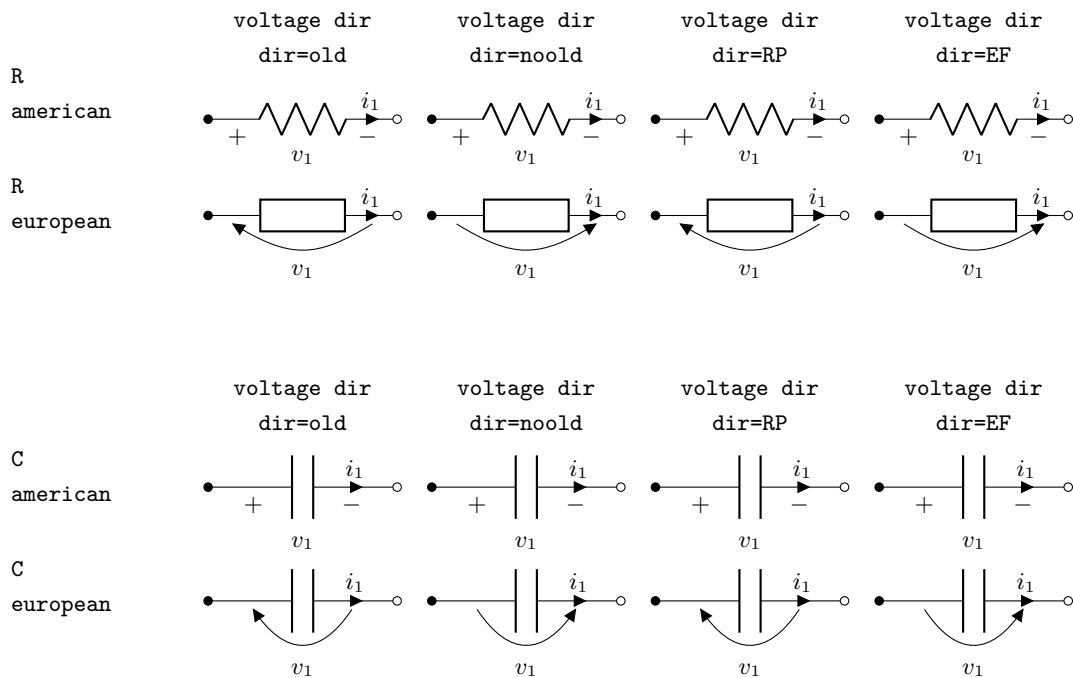 voltage dir voltage dir voltage dir voltage dir
dir=old dir=noold dir=RP dir=EF
R
american
i₁ i₁ i₁ i₁
+ − + − + − + −
v₁ v₁ v₁ v₁
R
european
i₁ i₁ i₁ i₁
v₁ v₁ v₁ v₁
voltage dir voltage dir voltage dir voltage dir
dir=old dir=noold dir=RP dir=EF
C
american
i₁ i₁ i₁ i₁
+ − + − + − + −
v₁ v₁ v₁ v₁
C
european
i₁ i₁ i₁ i₁
v₁ v₁ v₁ v₁